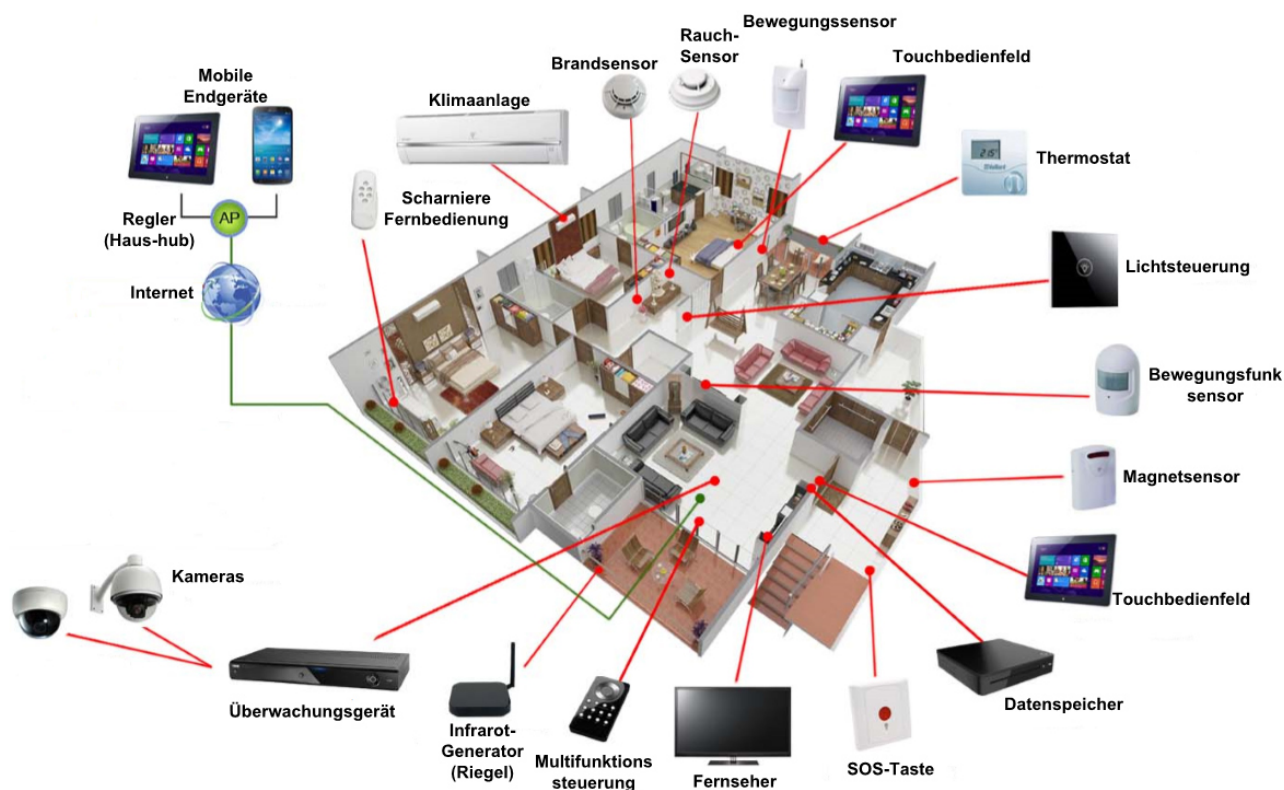 Bewegungssensor
Rauch-
Sensor
Brandsensor
Touchbedienfeld
Mobile
Endgeräte
Klimaanlage
Thermostat
Scharniere
Fernbedienung
AP
Regler
(Haus-hub)
Internet
Lichtsteuerung
Bewegungsfunk
sensor
Magnetsensor
Kameras
Touchbedienfeld
Überwachungsgerät
Infrarot-
Generator
(Riegel)
Multifunktions
steuerung
Fernseher
SOS-Taste
Datenspeicher